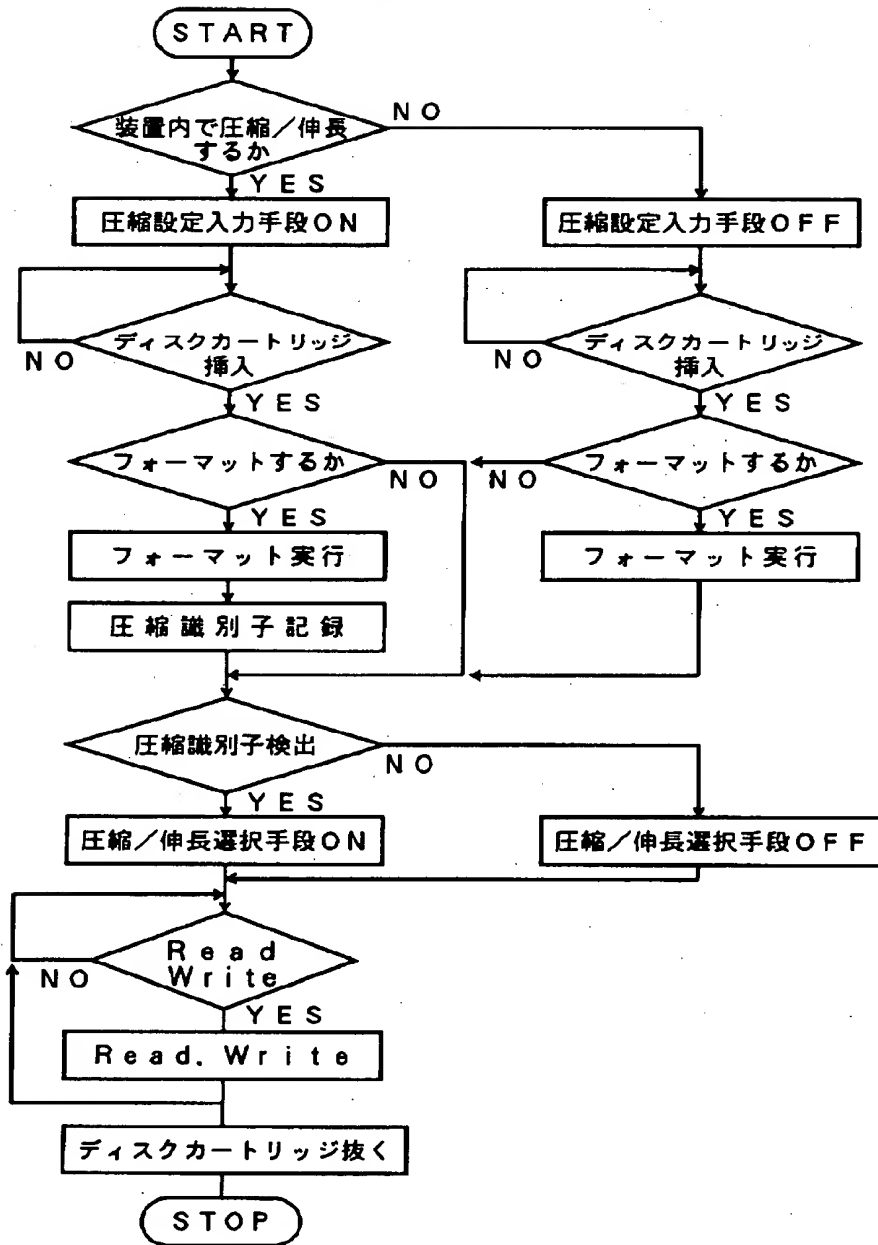 START
装置内で圧縮／伸長
するか
NO
YES
圧縮設定入力手段ON
圧縮設定入力手段OFF
ディスクカートリッジ
挿入
NO
YES
ディスクカートリッジ
挿入
NO
YES
フォーマットするか
NO
YES
フォーマットするか
NO
YES
フォーマット実行
フォーマット実行
圧縮識別子記録
圧縮識別子検出
NO
YES
圧縮／伸長選択手段ON
圧縮／伸長選択手段OFF
Read
Write
NO
YES
Read. Write
ディスクカートリッジ抜く
STOP